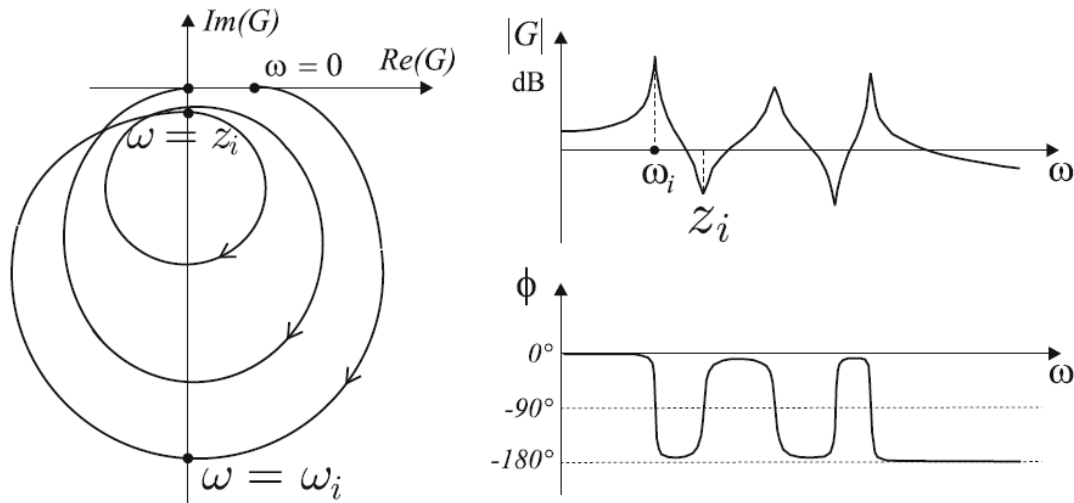 Im(G)
Re(G)
ω = 0
ω = z_i
ω = ω_i
|G|
dB
ω_i
z_i
ω
ϕ
0°
-90°
-180°
ω